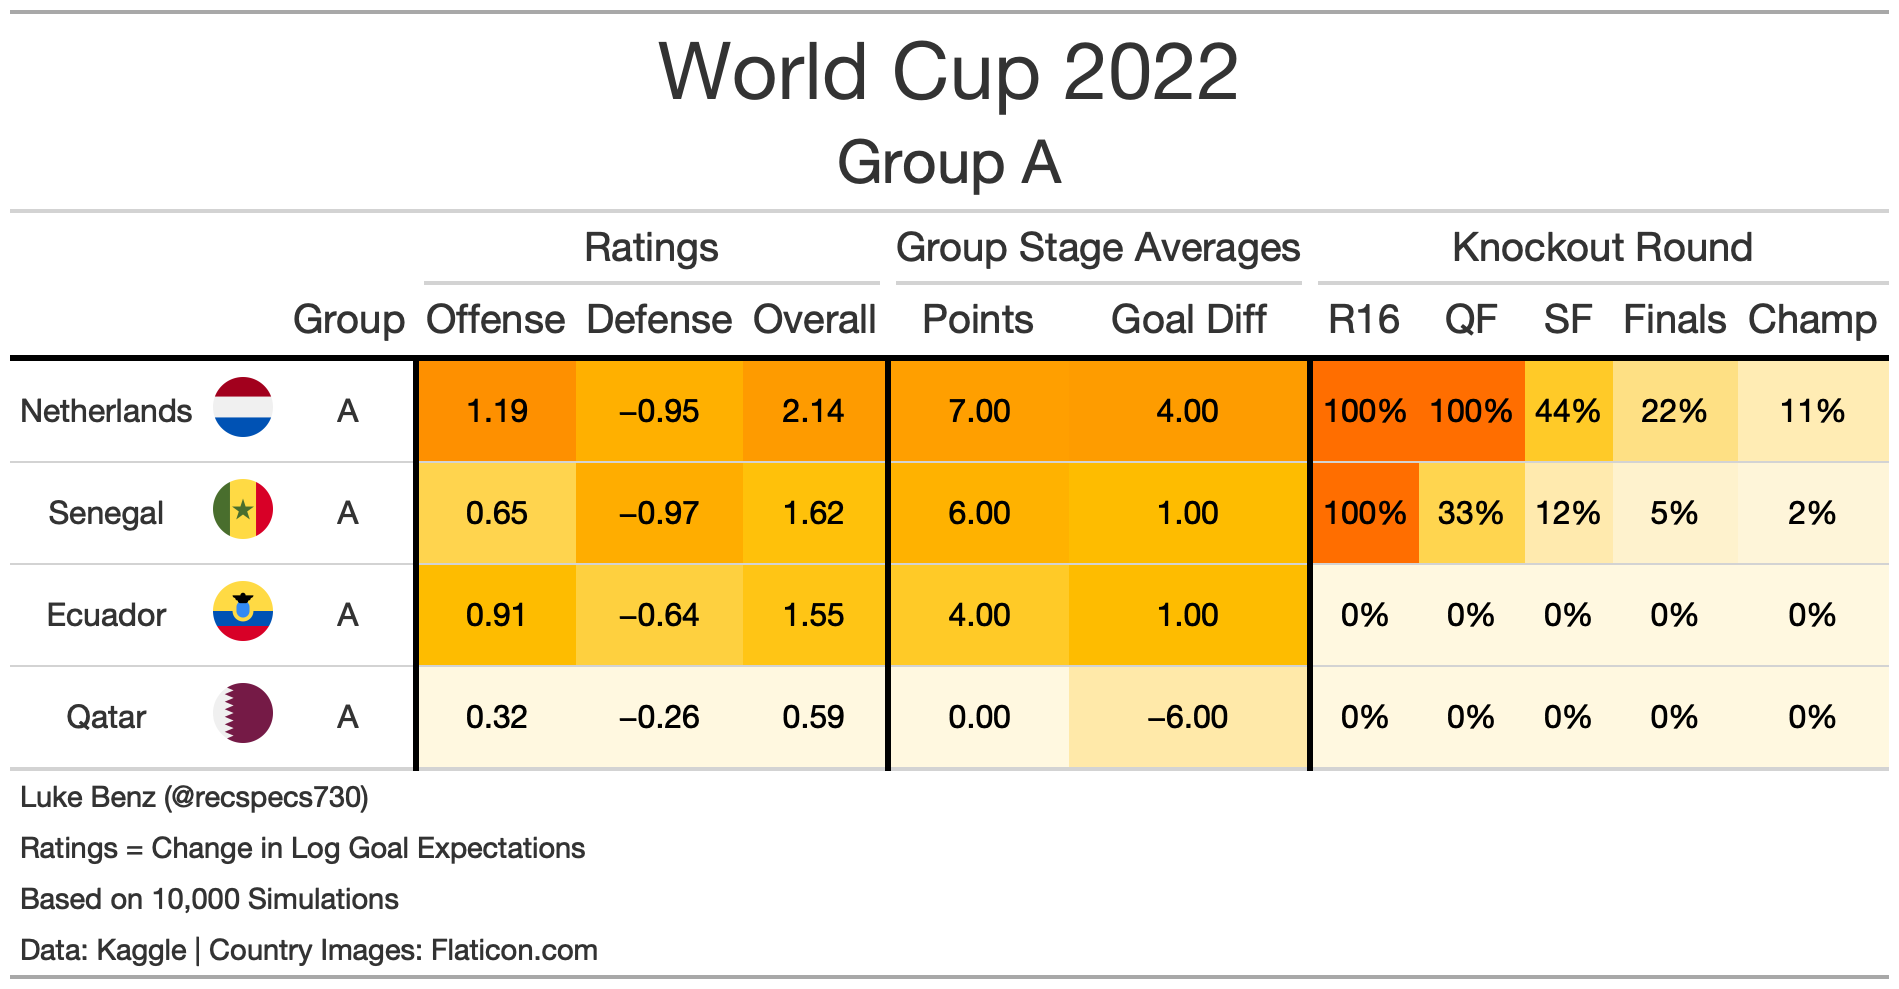 World Cup 2022
Group A
Ratings Group Stage Averages Knockout Round
Group Offense Defense Overall Points Goal Diff R16 QF SF Finals Champ
Netherlands A 1.19 −0.95 2.14 7.00 4.00 100% 100% 44% 22% 11%
Senegal A 0.65 −0.97 1.62 6.00 1.00 100% 33% 12% 5% 2%
Ecuador A 0.91 −0.64 1.55 4.00 1.00 0% 0% 0% 0% 0%
Qatar A 0.32 −0.26 0.59 0.00 −6.00 0% 0% 0% 0% 0%
Luke Benz (@recspecs730)
Ratings = Change in Log Goal Expectations
Based on 10,000 Simulations
Data: Kaggle | Country Images: Flaticon.com